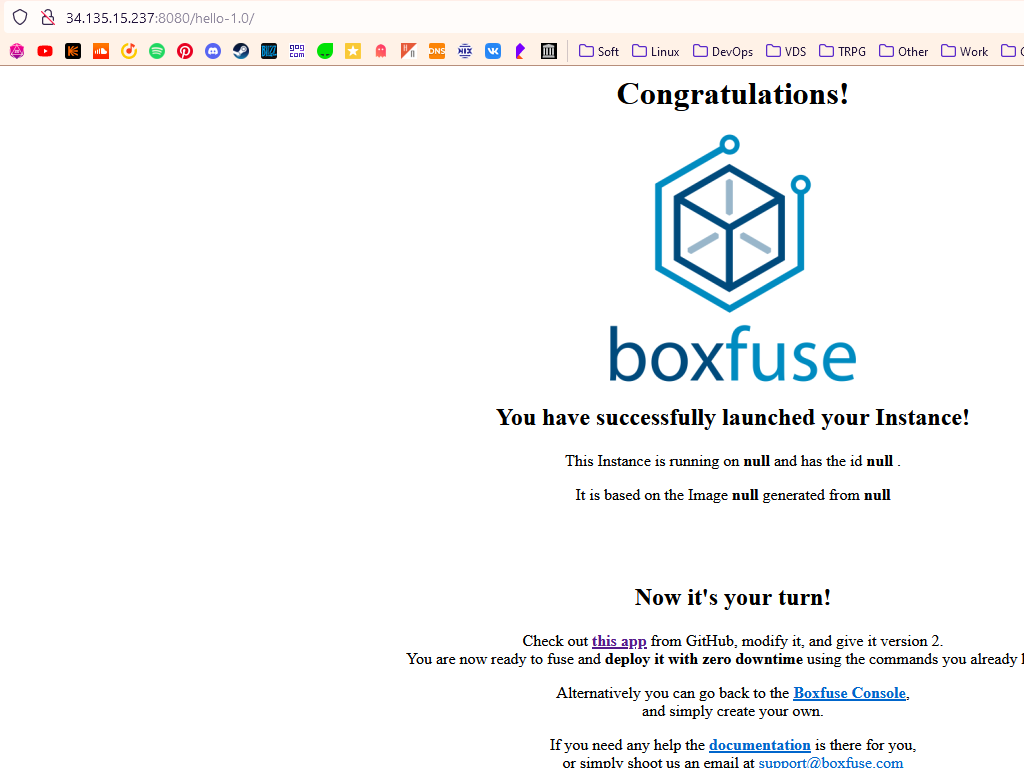 34.135.15.237:8080/hello-1.0/
DNS
GOG COM
NIX
Soft
Linux
DevOps
VDS
TRPG
Other
Work
Congratulations!
boxfuse
You have successfully launched your Instance!
This Instance is running on null and has the id null .
It is based on the Image null generated from null
Now it's your turn!
Check out this app from GitHub, modify it, and give it version 2.
You are now ready to fuse and deploy it with zero downtime using the commands you already
Alternatively you can go back to the Boxfuse Console,
and simply create your own.
If you need any help the documentation is there for you,
or simply shoot us an email at support@boxfuse.com